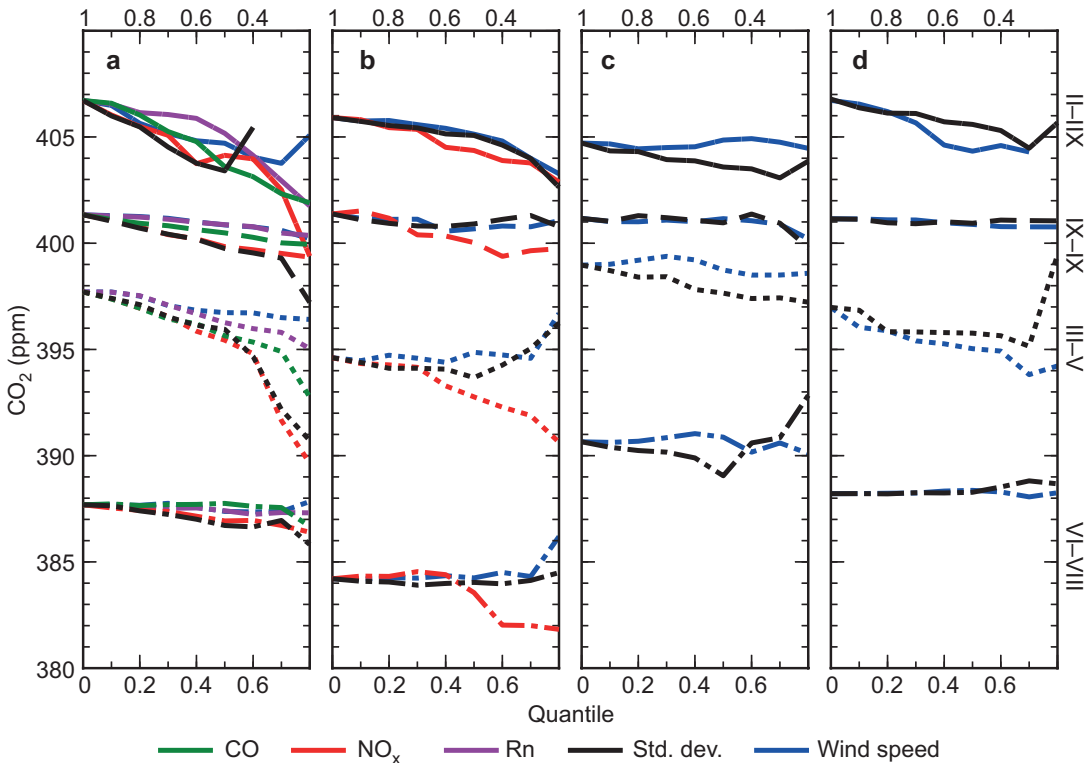 1 0.8 0.6 0.4 1 0.8 0.6 0.4 1 0.8 0.6 0.4 1 0.8 0.6 0.4
a b c d
405
400
395
390
385
380
CO2 (ppm)
XII–II
IX–XI
III–V
VI–VIII
0 0.2 0.4 0.6 0 0.2 0.4 0.6 0 0.2 0.4 0.6 0 0.2 0.4 0.6
Quantile
CO NOx Rn Std. dev. Wind speed